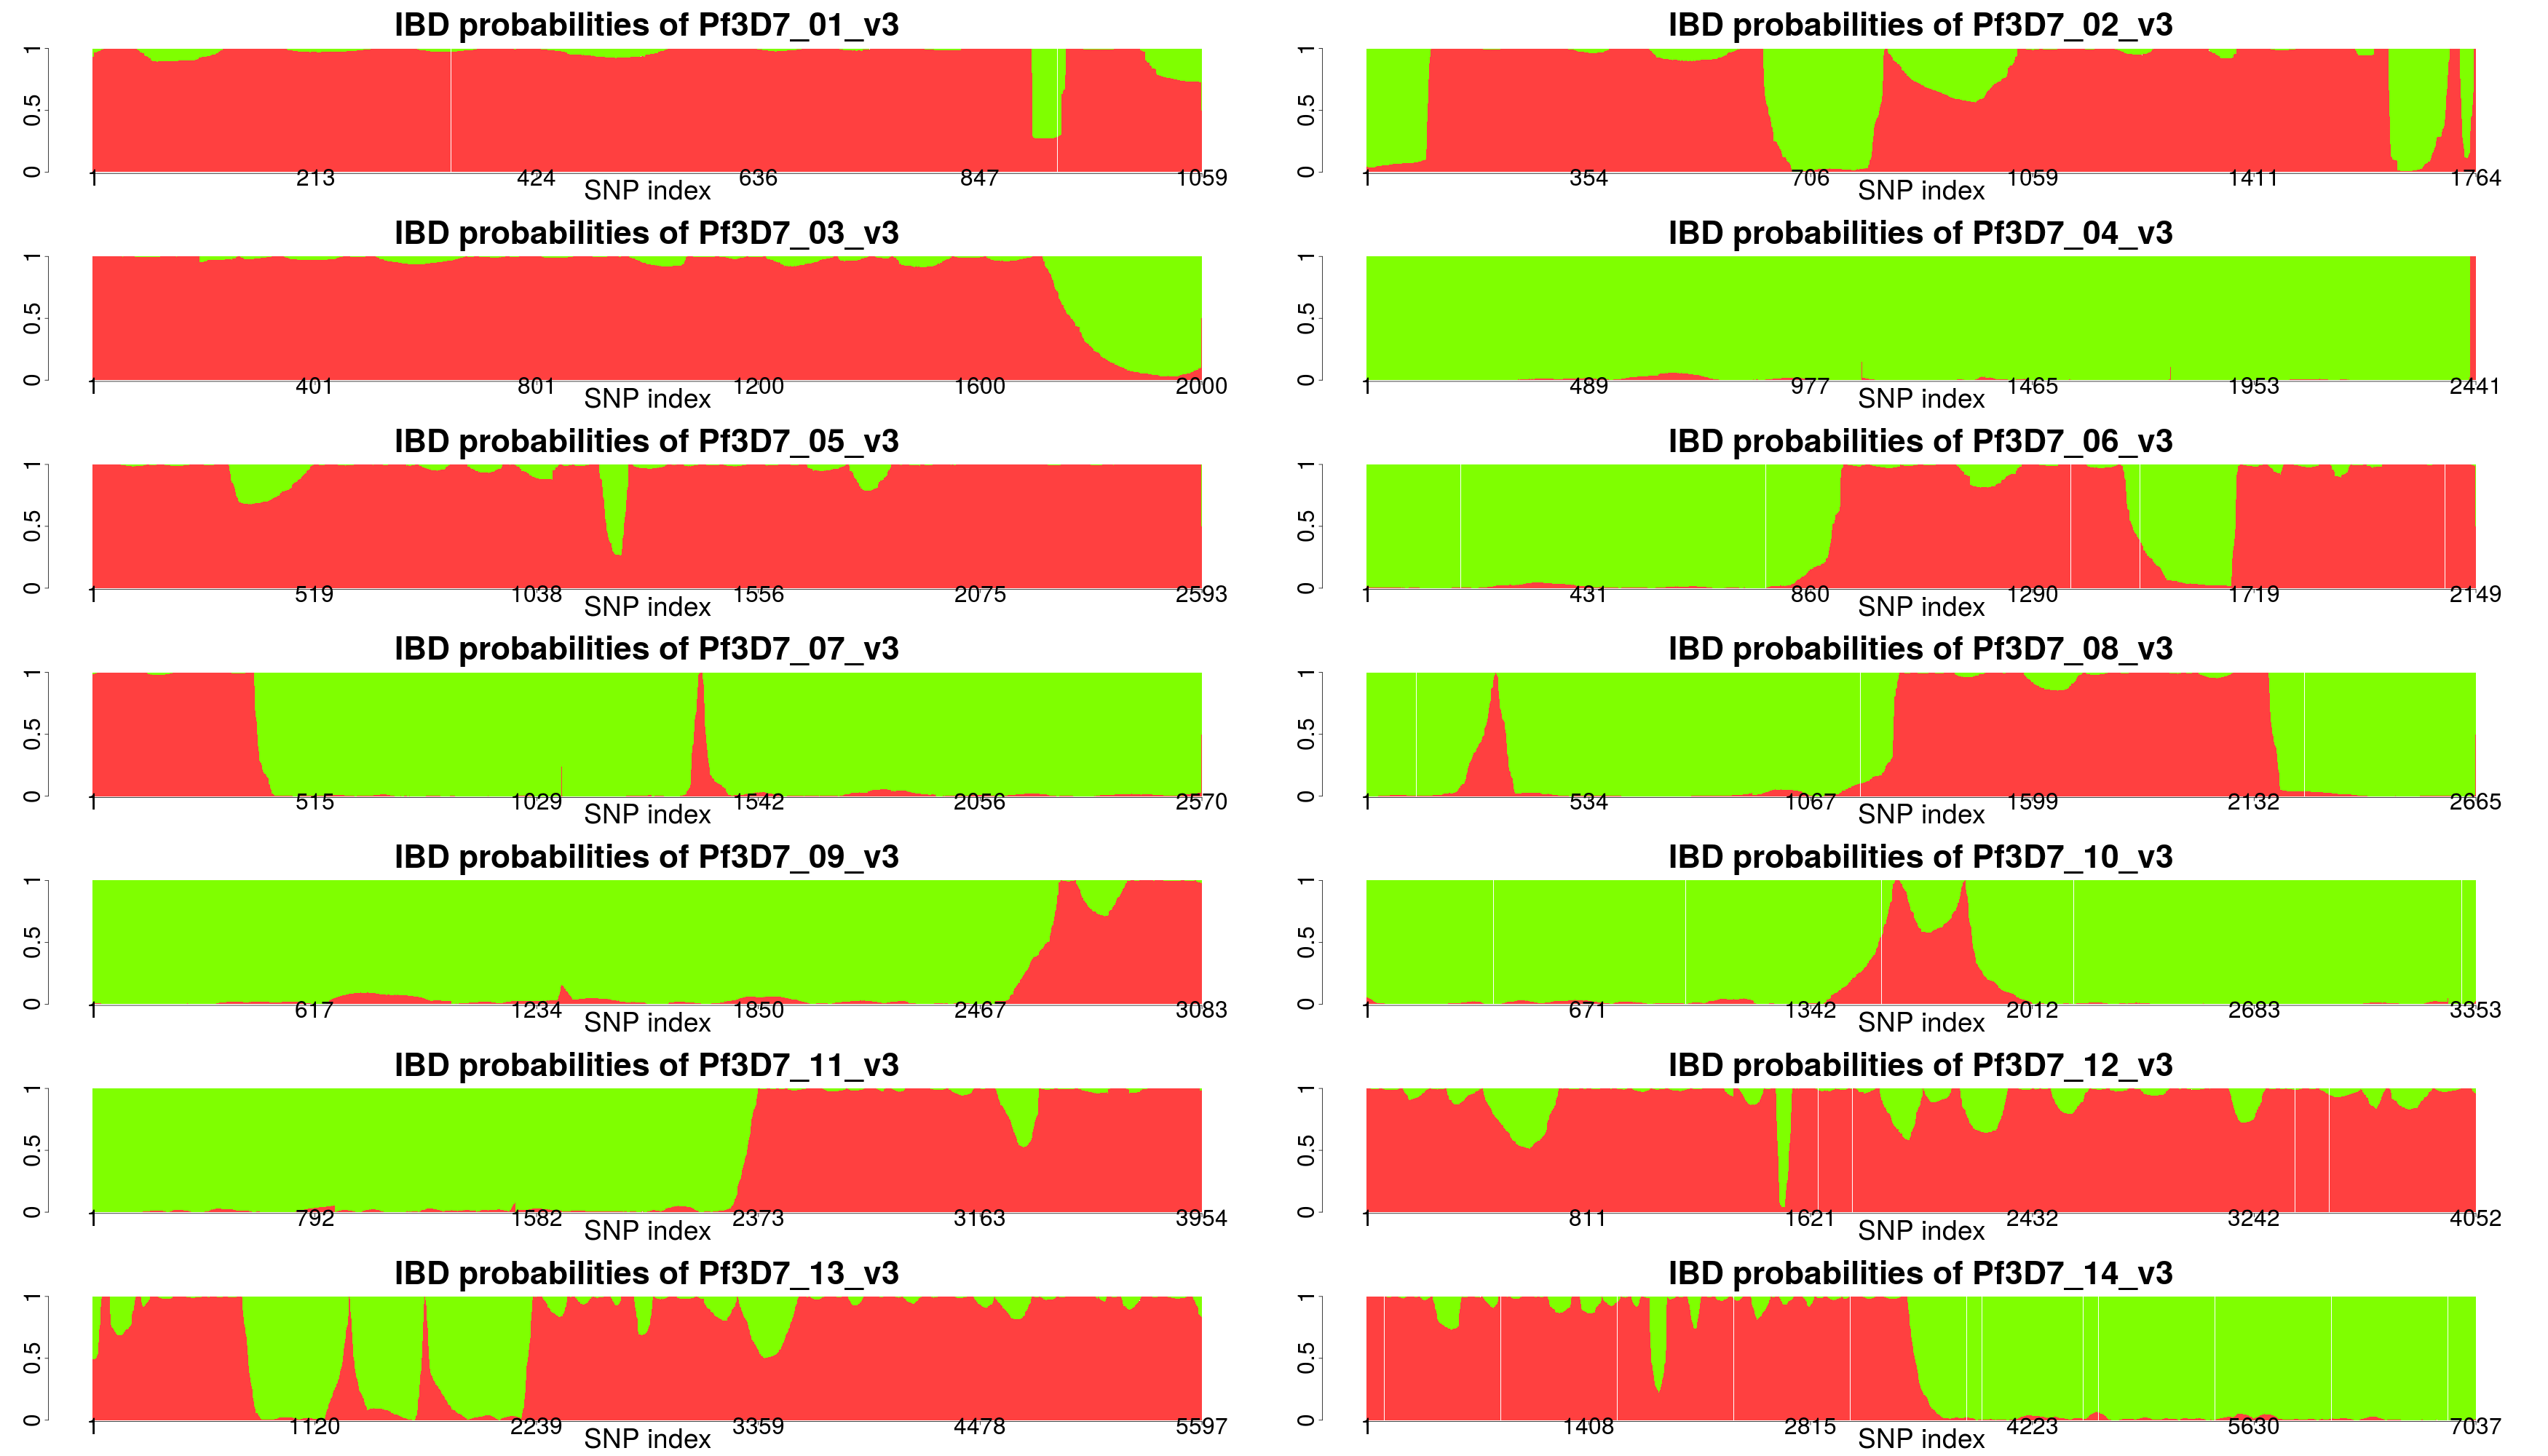 IBD probabilities of Pf3D7_01_v3
0 0.5 1
1 213 424 636 847 1059
SNP index
IBD probabilities of Pf3D7_02_v3
0 0.5 1
1 354 706 1059 1411 1764
SNP index
IBD probabilities of Pf3D7_03_v3
0 0.5 1
1 401 801 1200 1600 2000
SNP index
IBD probabilities of Pf3D7_04_v3
0 0.5 1
1 489 977 1465 1953 2441
SNP index
IBD probabilities of Pf3D7_05_v3
0 0.5 1
1 519 1038 1556 2075 2593
SNP index
IBD probabilities of Pf3D7_06_v3
0 0.5 1
1 431 860 1290 1719 2149
SNP index
IBD probabilities of Pf3D7_07_v3
0 0.5 1
1 515 1029 1542 2056 2570
SNP index
IBD probabilities of Pf3D7_08_v3
0 0.5 1
1 534 1067 1599 2132 2665
SNP index
IBD probabilities of Pf3D7_09_v3
0 0.5 1
1 617 1234 1850 2467 3083
SNP index
IBD probabilities of Pf3D7_10_v3
0 0.5 1
1 671 1342 2012 2683 3353
SNP index
IBD probabilities of Pf3D7_11_v3
0 0.5 1
1 792 1582 2373 3163 3954
SNP index
IBD probabilities of Pf3D7_12_v3
0 0.5 1
1 811 1621 2432 3242 4052
SNP index
IBD probabilities of Pf3D7_13_v3
0 0.5 1
1 1120 2239 3359 4478 5597
SNP index
IBD probabilities of Pf3D7_14_v3
0 0.5 1
1 1408 2815 4223 5630 7037
SNP index